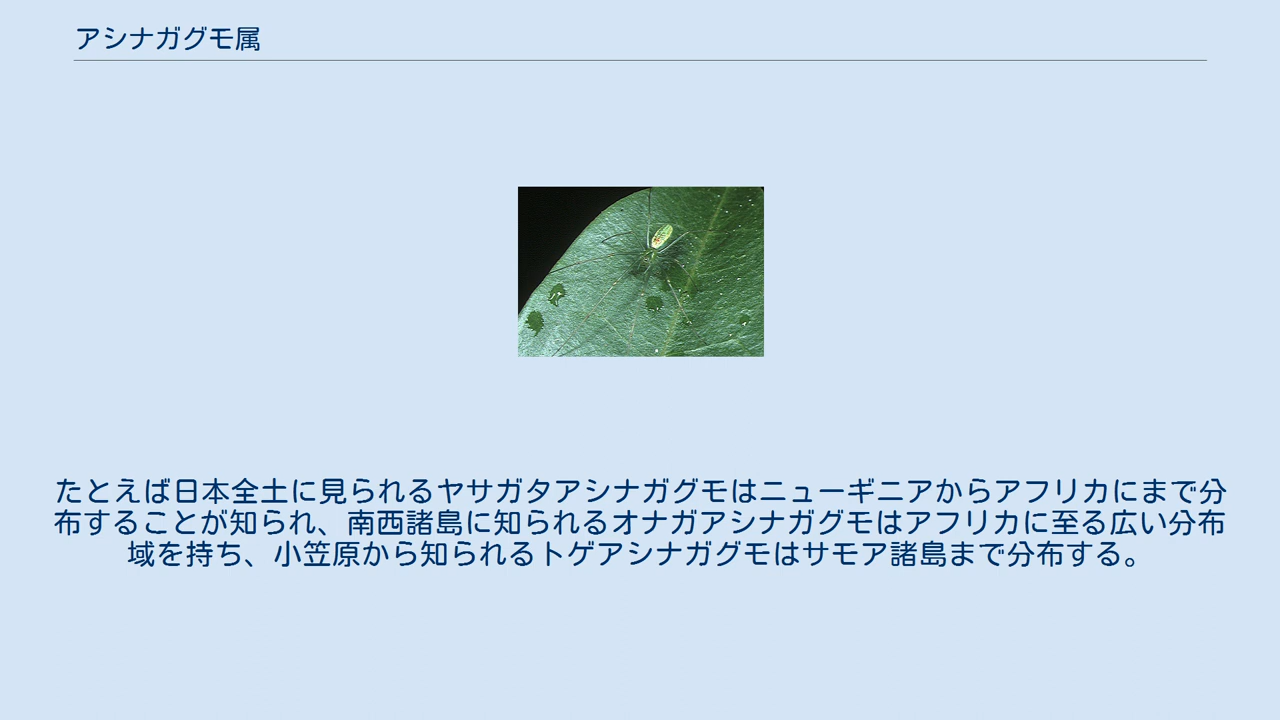 アシナガグモ属
たとえば日本全土に見られるヤサガタアシナガグモはニューギニアからアフリカにまで分
布することが知られ、南西諸島に知られるオナガアシナガグモはアフリカに至る広い分布
域を持ち、小笠原から知られるトゲアシナガグモはサモア諸島まで分布する。